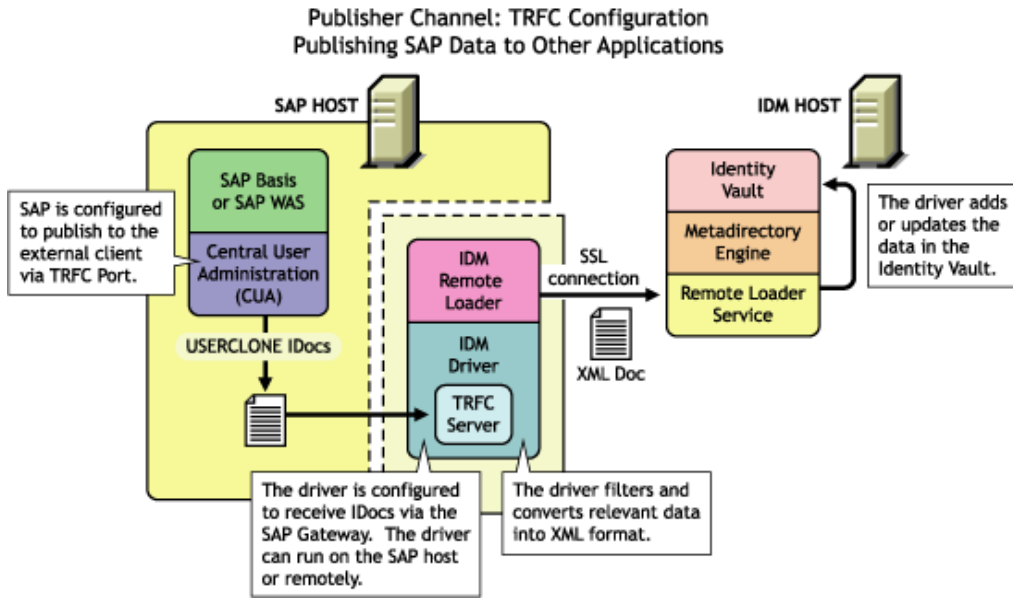 Publisher Channel: TRFC Configuration
Publishing SAP Data to Other Applications
SAP HOST
IDM HOST
SAP Basis
or SAP WAS
Central User
Administration
(CUA)
SAP is configured
to publish to the
external client
via TRFC Port.
USERCLONE IDocs
IDM
Remote
Loader
IDM
Driver
TRFC
Server
SSL
connection
XML Doc
Identity
Vault
Metadirectory
Engine
Remote Loader
Service
The driver adds
or updates the
data in the
Identity Vault.
The driver is configured
to receive IDocs via the
SAP Gateway. The driver
can run on the SAP host
or remotely.
The driver filters and
converts relevant data
into XML format.